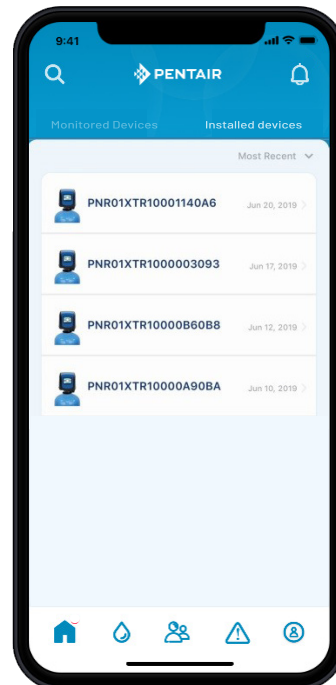 9:41
PENTAIR
Monitored Devices Installed devices
Most Recent
PNR01XTR10001140A6 Jun 20, 2019
PNR01XTR1000003093 Jun 17, 2019
PNR01XTR10000B60B8 Jun 12, 2019
PNR01XTR10000A90BA Jun 10, 2019